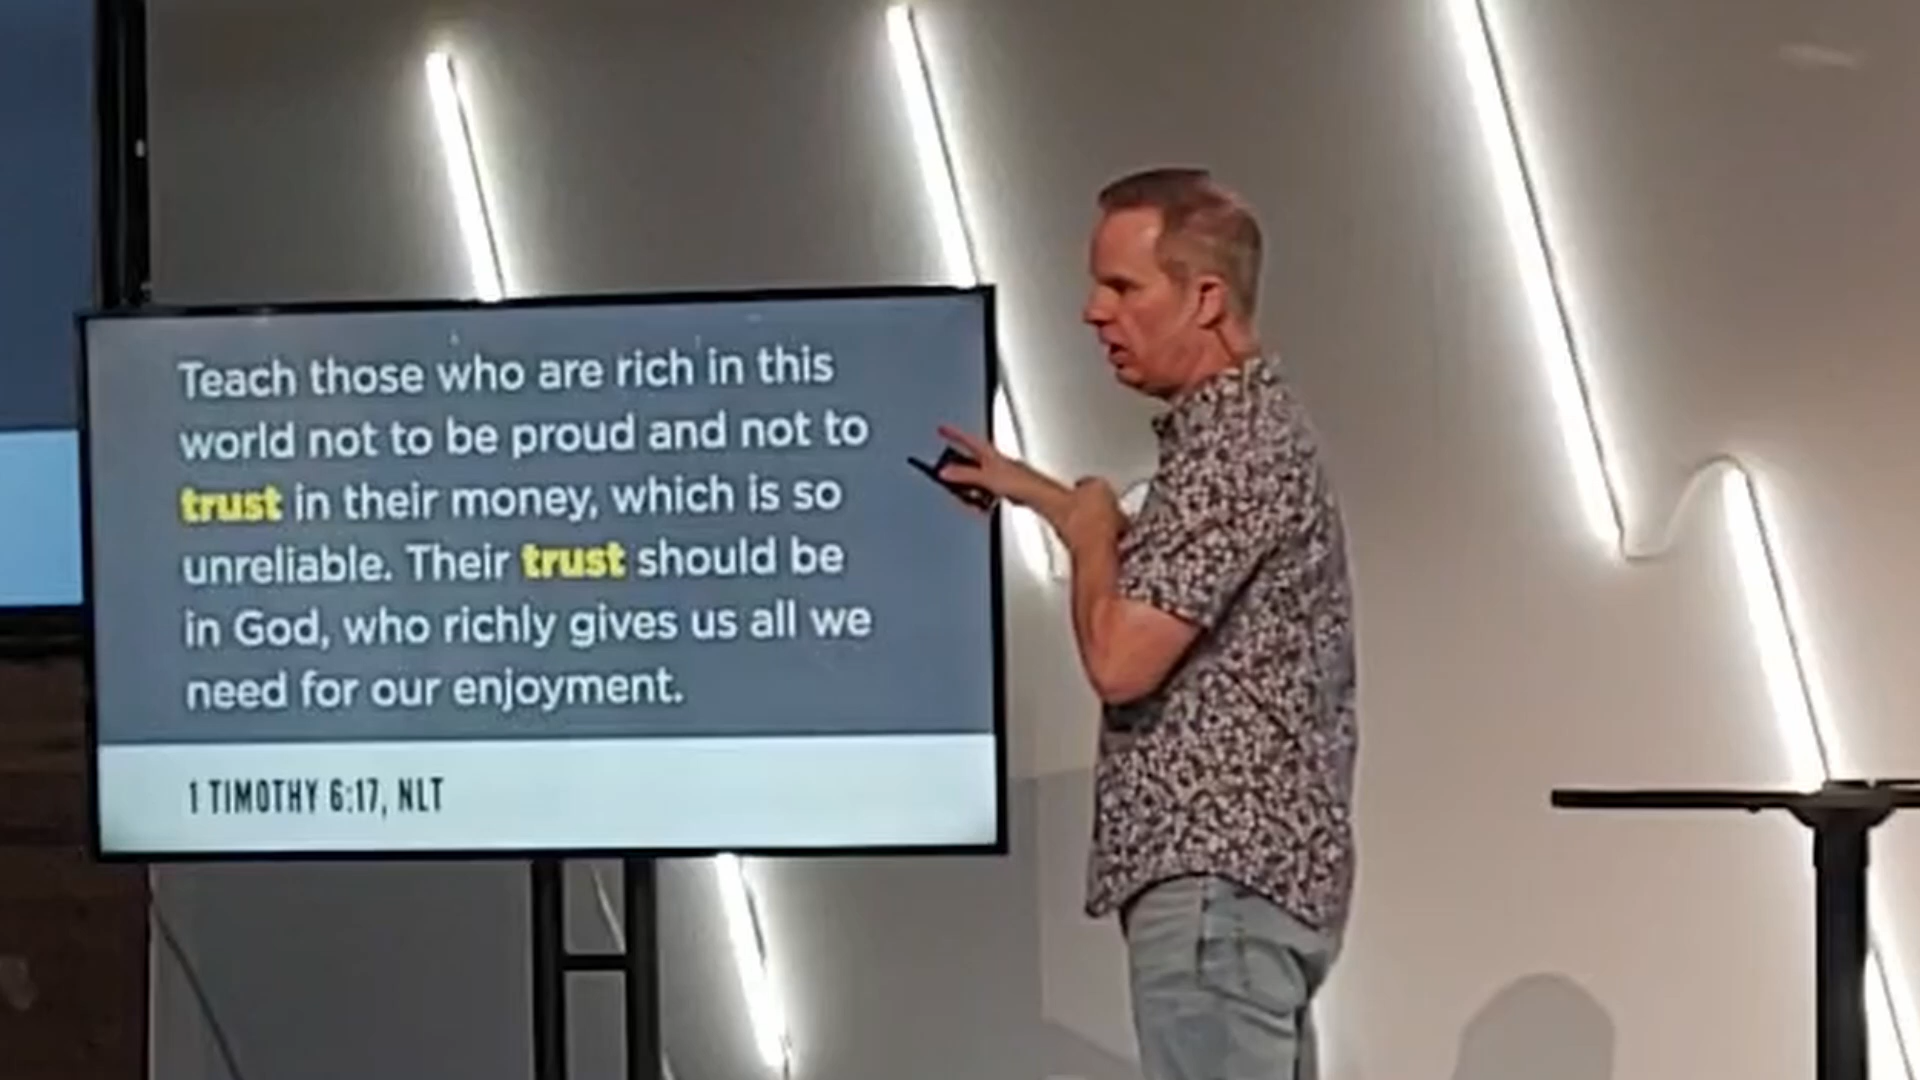 Teach those who are rich in this
world not to be proud and not to
trust in their money, which is so
unreliable. Their trust should be
in God, who richly gives us all we
need for our enjoyment.
1 TIMOTHY 6:17, NLT